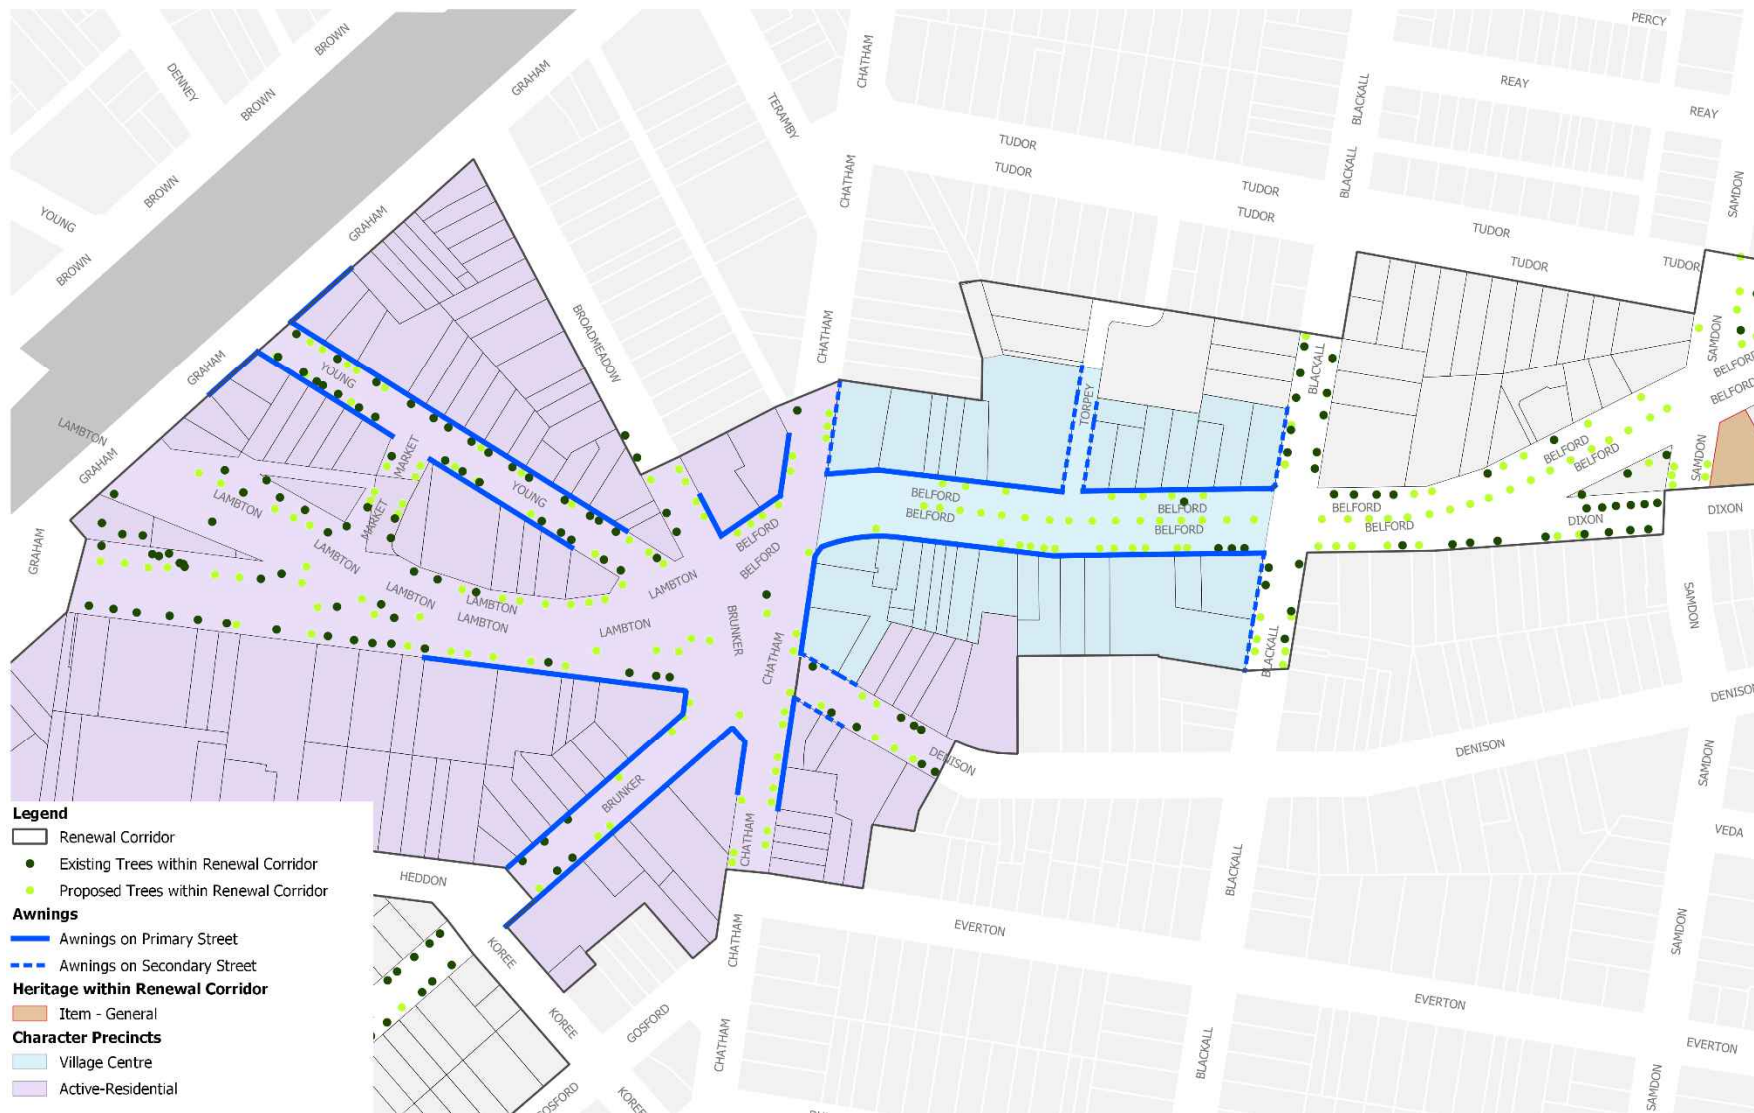 PERCY
BROWN
CHATHAM
DENNEY
GRAHAM
REAY
BROWN
TERAMBY
BLACKALL
REAY
TUDOR
TUDOR
BROWN
CHATHAM
BLACKALL
TUDOR
SAMDON
YOUNG
GRAHAM
TUDOR
TUDOR
BROWN
TUDOR
TUDOR
CHATHAM
BROADMEADOW
SAMDON
GRAHAM
YOUNG
BLACKALL
BELFORD
BELFORD
TORPEY
LAMBTON
GRAHAM
MARKET
BELFORD
BELFORD
SAMDON
LAMBTON
YOUNG
BELFORD
BELFORD
BELFORD
BELFORD
BELFORD
BELFORD
DIXON
DIXON
MARKET
BELFORD
BELFORD
GRAHAM
LAMBTON
LAMBTON
LAMBTON
LAMBTON
LAMBTON
LAMBTON
BRUNKER
CHATHAM
BLACKALL
SAMDON
DENISON
DENISON
DENISON
SAMDON
BRUNKER
CHATHAM
VEDA
BLACKALL
HEDDON
EVERTON
CHATHAM
SAMDON
KOREE
EVERTON
KOREE
GOSFORD
CHATHAM
BLACKALL
EVERTON
SAMDON
GOSFORD
KOREE
Legend
Renewal Corridor
Existing Trees within Renewal Corridor
Proposed Trees within Renewal Corridor
Awnings
Awnings on Primary Street
Awnings on Secondary Street
Heritage within Renewal Corridor
Item - General
Character Precincts
Village Centre
Active-Residential